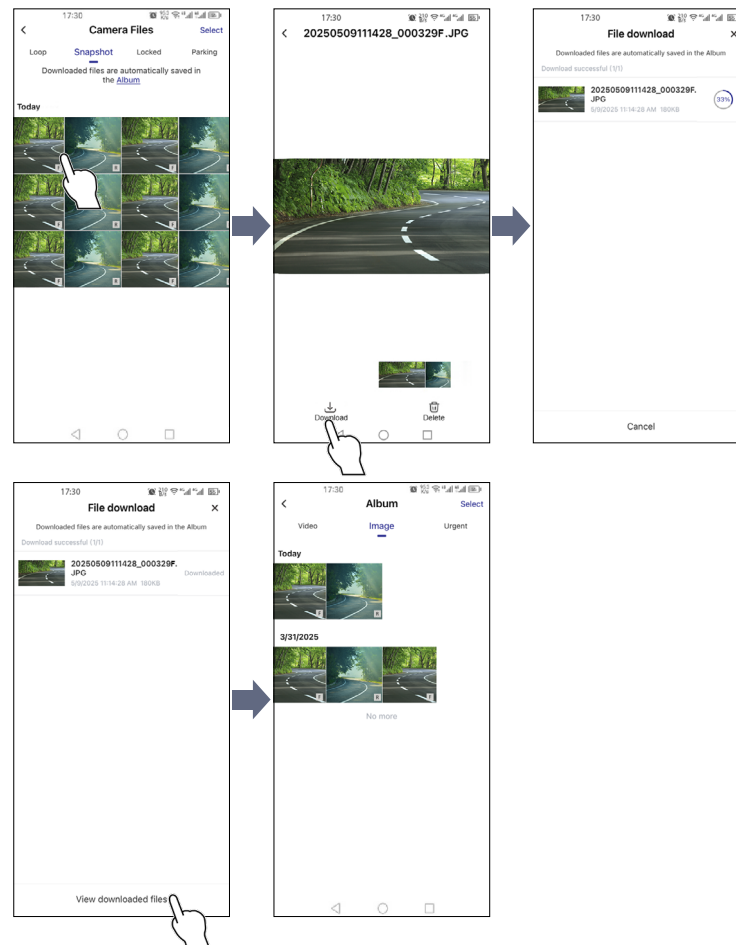 17:30
Camera Files
Select
Loop
Snapshot
Locked
Parking
Downloaded files are automatically saved in
the Album
Today
F
R
F
R
R
F
R
F
17:30
20250509111428_000329F.JPG
Download
Delete
17:30
File download
Downloaded files are automatically saved in the Album
Download successful (1/1)
20250509111428_000329F.
JPG
5/9/2025 11:14:28 AM 180KB
33%
Cancel
17:30
File download
Downloaded files are automatically saved in the Album
Download successful (1/1)
20250509111428_000329F.
JPG
5/9/2025 11:14:28 AM 180KB
Downloaded
View downloaded files
17:30
Album
Select
Video
Image
Urgent
Today
F
R
3/31/2025
F
R
F
No more